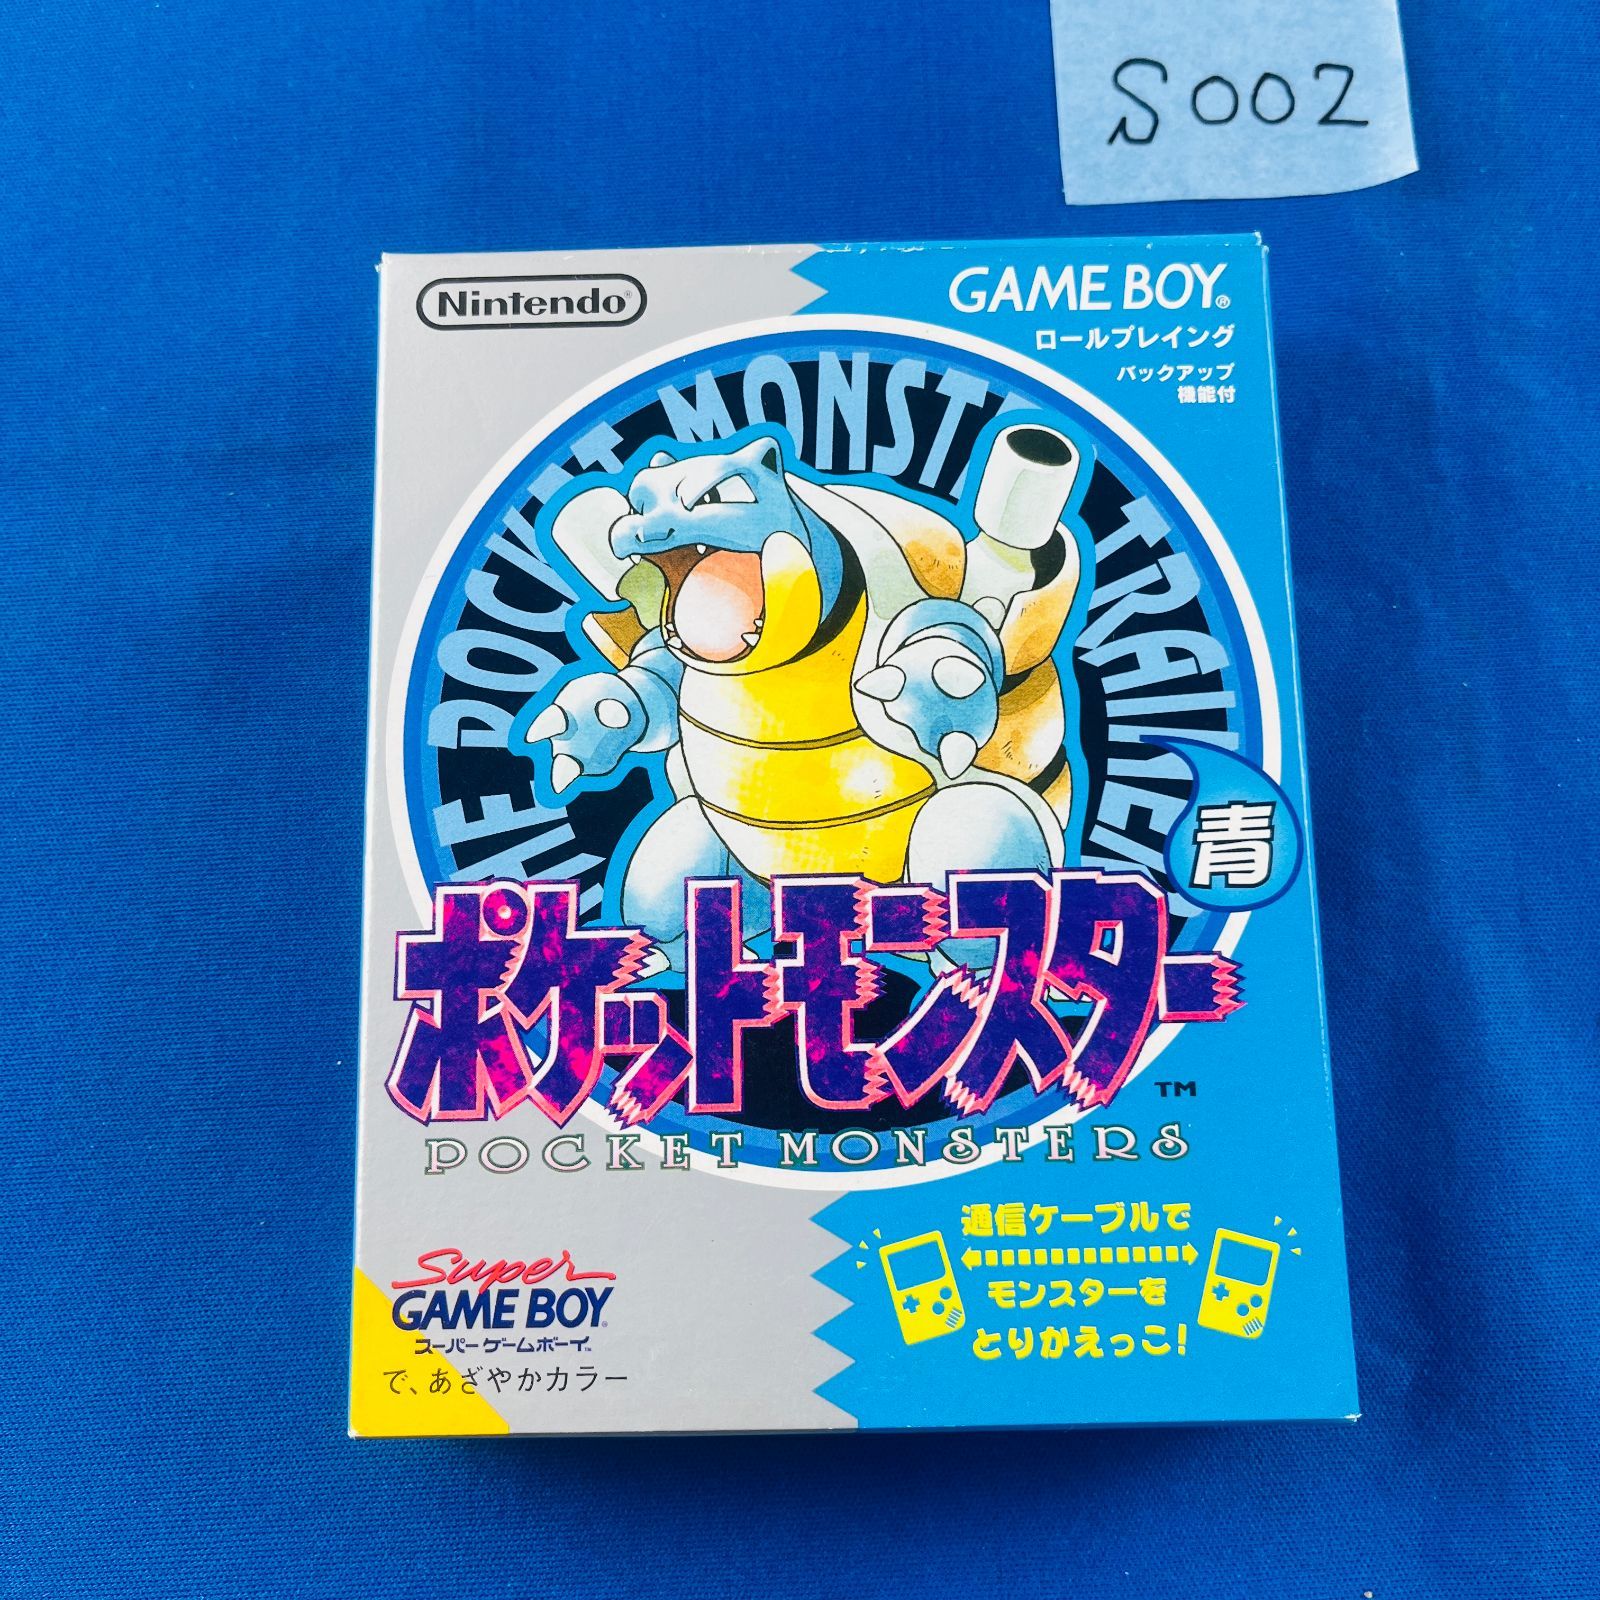 S002
Nintendo®
GAME BOY®
ロールプレイング
バックアップ
機能付
THE POCKET MONSTER TRAINER
青
ポケットモンスター
TM
POCKET MONSTERS
通信ケーブルで
モンスターを
とりかえっこ!
Super
GAME BOY
スーパーゲームボーイ
で、あざやかカラー